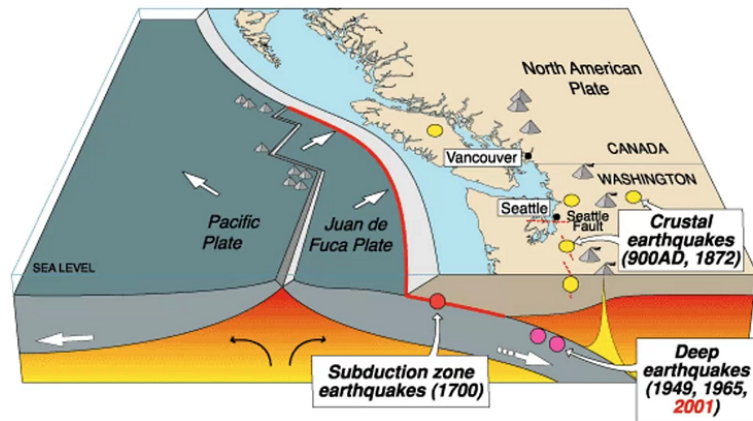 North American
Plate
Vancouver
CANADA
WASHINGTON
Seattle
Seattle
Fault
Pacific
Plate
Juan de
Fuca Plate
Crustal
earthquakes
(900AD, 1872)
SEA LEVEL
Subduction zone
earthquakes (1700)
Deep
earthquakes
(1949, 1965,
2001)